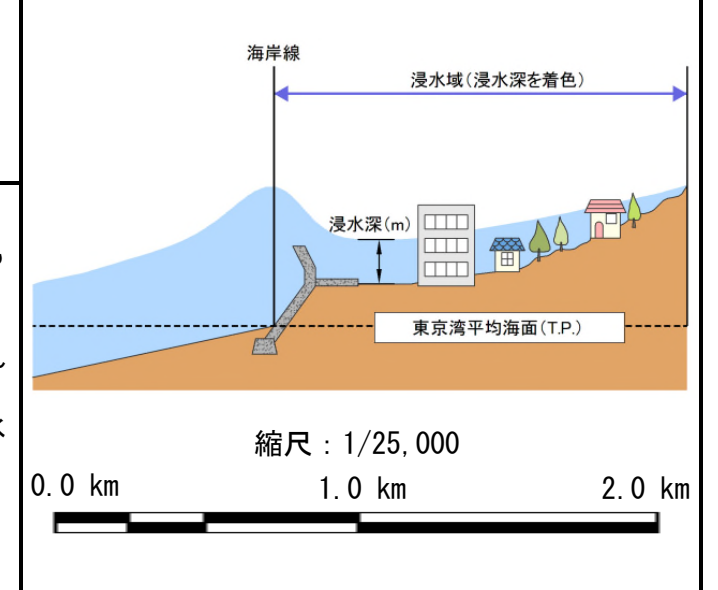 海岸線
浸水域(浸水深を着色)
浸水深(m)
東京湾平均海面(T.P.)
縮尺：1/25,000
0.0 km 1.0 km 2.0 km